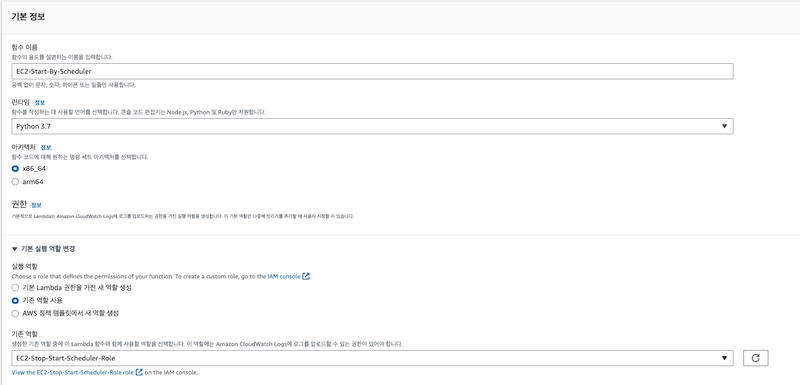 기본 정보
함수 이름
함수의 용도를 설명하는 이름을 입력합니다.
EC2-Start-By-Scheduler
공백 없이 문자, 숫자, 하이픈 또는 밑줄만 사용합니다.
런타임 정보
함수를 작성하는 데 사용할 언어를 선택합니다. 콘솔 코드 편집기는 Node.js, Python 및 Ruby만 지원합니다.
Python 3.7
아키텍처 정보
함수 코드에 대해 원하는 명령 세트 아키텍처를 선택합니다.
x86_64
arm64
권한 정보
기본적으로 Lambda는 Amazon CloudWatch Logs에 로그를 업로드하는 권한을 가진 실행 역할을 생성합니다. 이 기본 역할은 나중에 트리거를 추가할 때 사용자 지정할 수 있습니다.
기본 실행 역할 변경
실행 역할
Choose a role that defines the permissions of your function. To create a custom role, go to the IAM console
기본 Lambda 권한을 가진 새 역할 생성
기존 역할 사용
AWS 정책 템플릿에서 새 역할 생성
기존 역할
생성한 기존 역할 중에 이 Lambda 함수와 함께 사용할 역할을 선택합니다. 이 역할에는 Amazon CloudWatch Logs에 로그를 업로드할 수 있는 권한이 있어야 합니다.
EC2-Stop-Start-Scheduler-Role
View the EC2-Stop-Start-Scheduler-Role role on the IAM console.